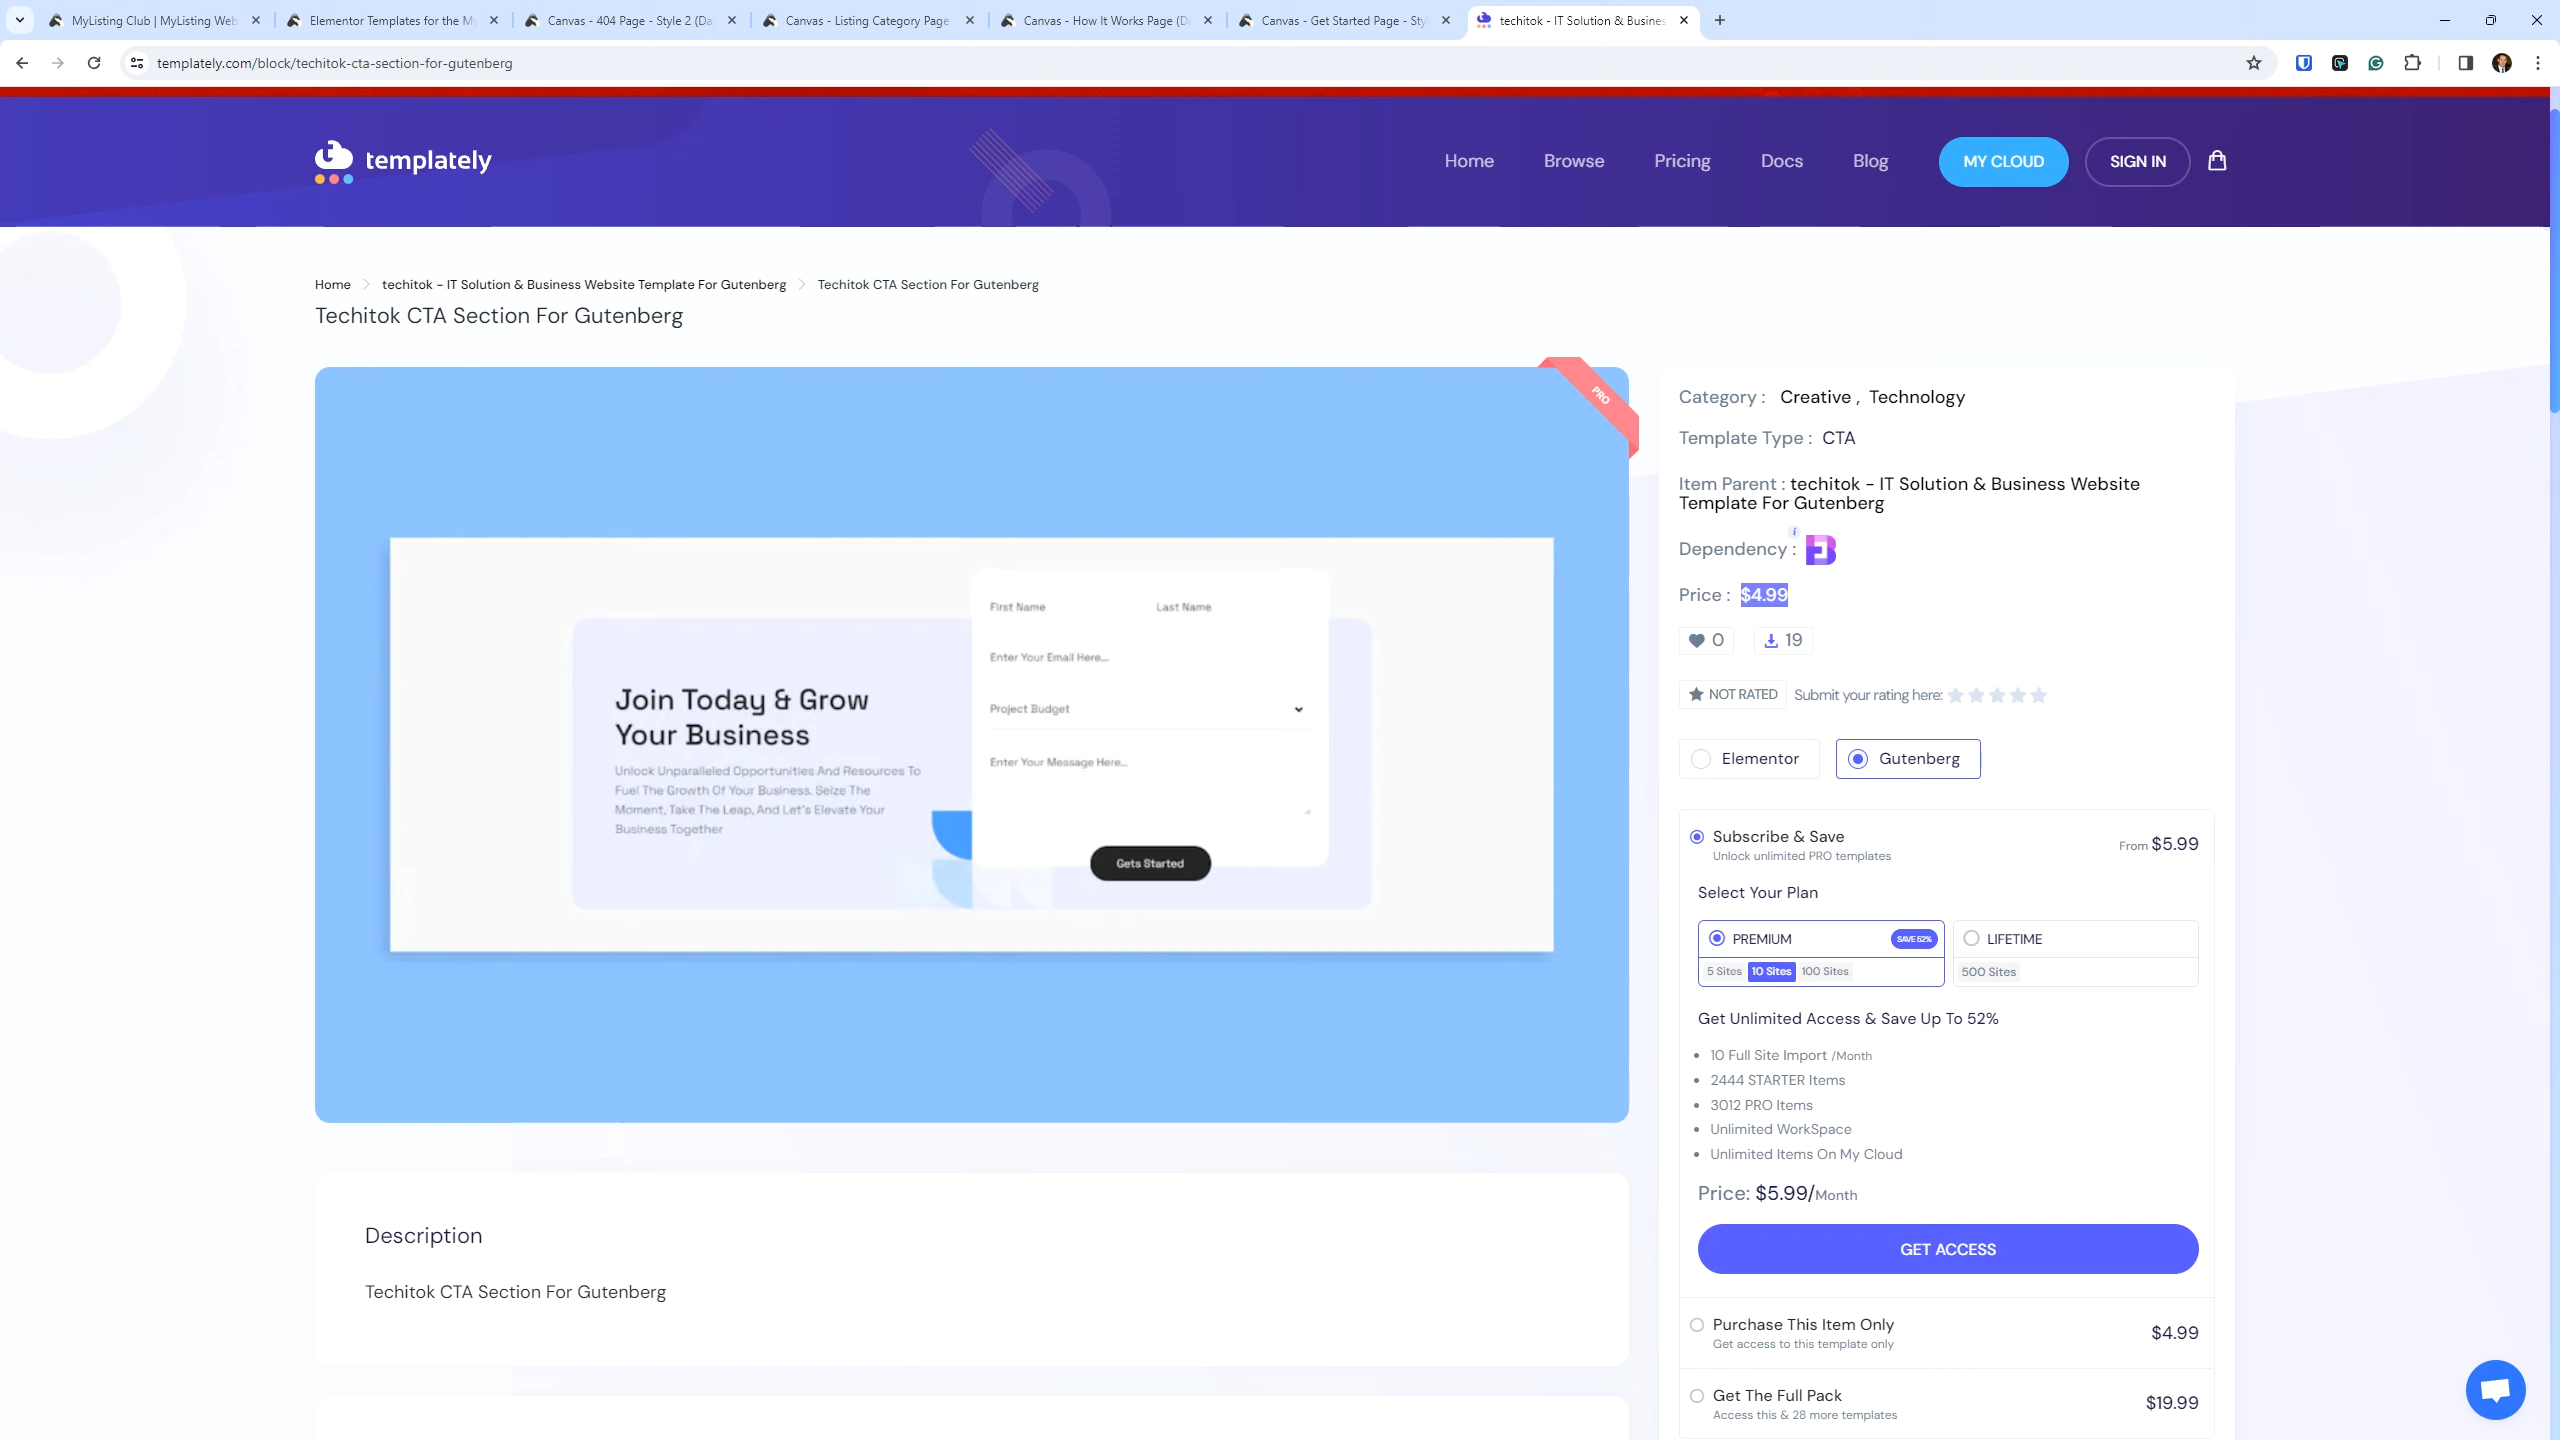 MyListing Club | MyListing Web
Elementor Templates for the My
Canvas - 404 Page - Style 2 (Da
Canvas - Listing Category Page
Canvas - How It Works Page (D
Canvas - Get Started Page - Sty
techitok - IT Solution & Busines
templately.com/block/techitok-cta-section-for-gutenberg
templately
Home
Browse
Pricing
Docs
Blog
MY CLOUD
SIGN IN
Home
techitok - IT Solution & Business Website Template For Gutenberg
Techitok CTA Section For Gutenberg
Techitok CTA Section For Gutenberg
PRO
First Name
Last Name
Enter Your Email Here...
Project Budget
Enter Your Message Here...
Gets Started
Join Today & Grow
Your Business
Unlock Unparalleled Opportunities And Resources To
Fuel The Growth Of Your Business. Seize The
Moment, Take The Leap, And Let's Elevate Your
Business Together
Category : Creative , Technology
Template Type : CTA
Item Parent : techitok - IT Solution & Business Website
Template For Gutenberg
Dependency :
i
Price : $4.99
0
19
NOT RATED
Submit your rating here:
Elementor
Gutenberg
Subscribe & Save
Unlock unlimited PRO templates
From $5.99
Select Your Plan
PREMIUM
SAVE 52%
5 Sites
10 Sites
100 Sites
LIFETIME
500 Sites
Get Unlimited Access & Save Up To 52%
10 Full Site Import /Month
2444 STARTER Items
3012 PRO Items
Unlimited WorkSpace
Unlimited Items On My Cloud
Price: $5.99/Month
GET ACCESS
Purchase This Item Only
Get access to this template only
$4.99
Get The Full Pack
Access this & 28 more templates
$19.99
Description
Techitok CTA Section For Gutenberg